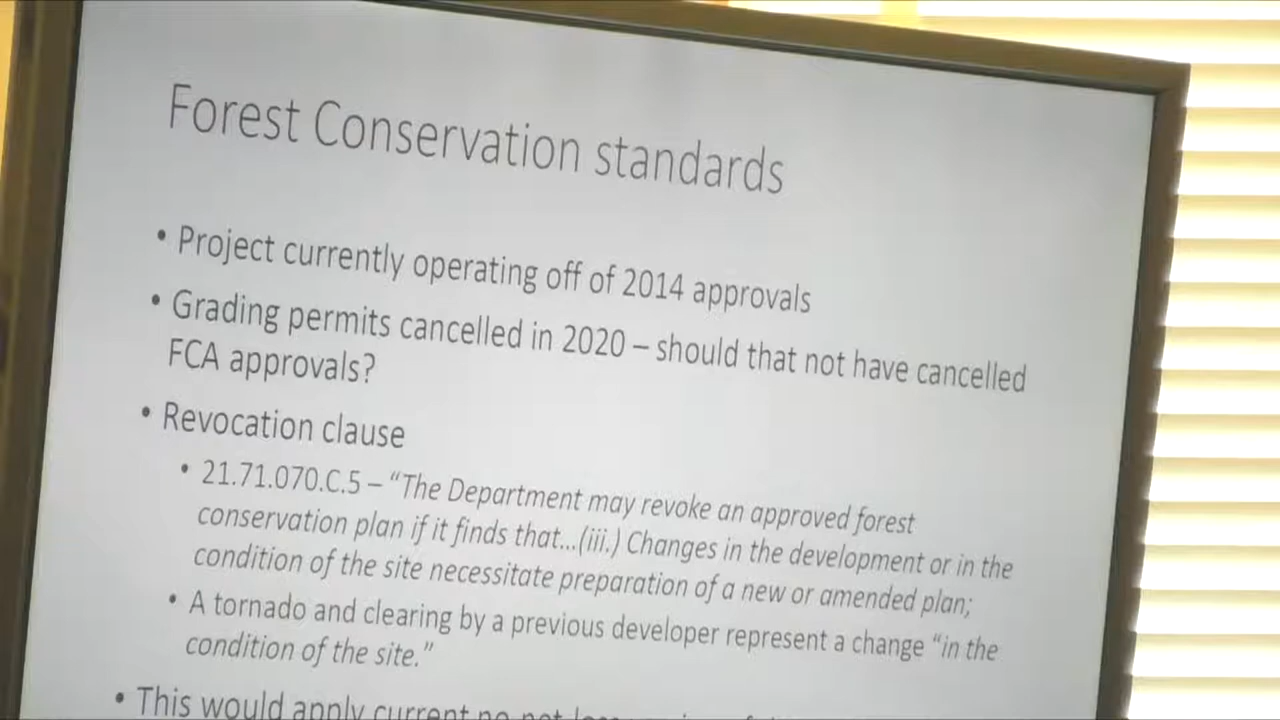 Forest Conservation standards
• Project currently operating off of 2014 approvals
• Grading permits cancelled in 2020 – should that not have cancelled
FCA approvals?
• Revocation clause
• 21.71.070.C.5 – “The Department may revoke an approved forest
conservation plan if it finds that...(iii.) Changes in the development or in the
condition of the site necessitate preparation of a new or amended plan;
• A tornado and clearing by a previous developer represent a change “in the
condition of the site.”
• This would apply current no net loss